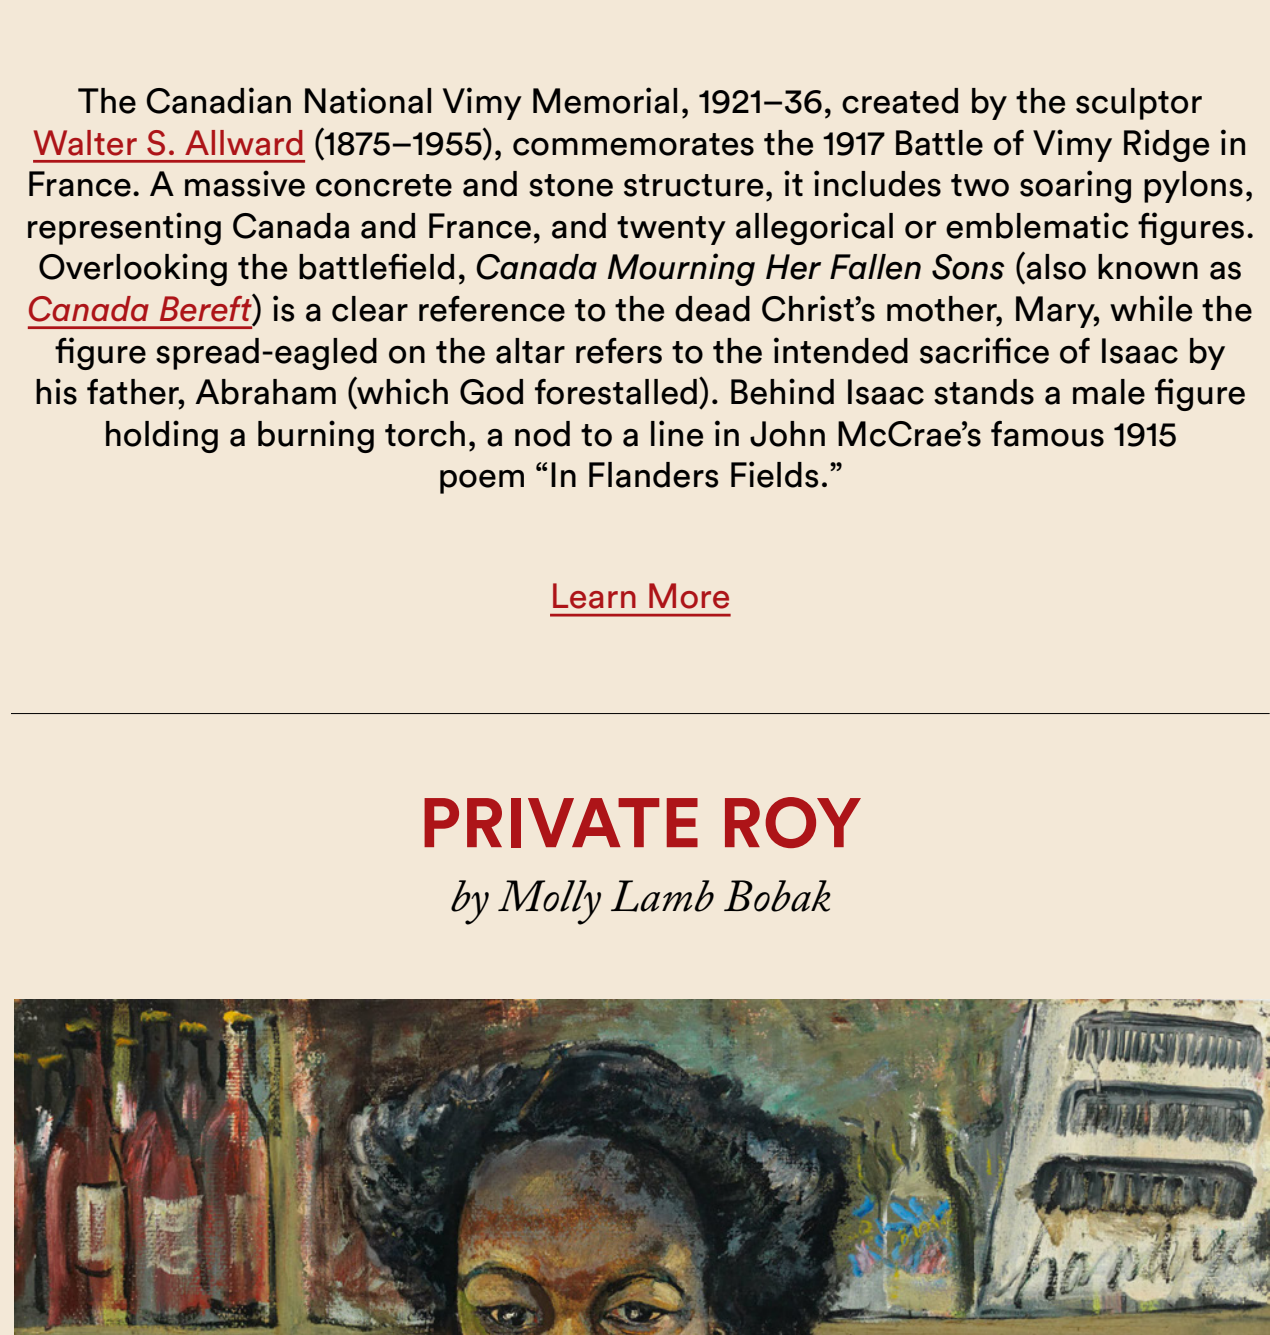 The Canadian National Vimy Memorial, 1921–36, created by the sculptor
Walter S. Allward (1875–1955), commemorates the 1917 Battle of Vimy Ridge in
France. A massive concrete and stone structure, it includes two soaring pylons,
representing Canada and France, and twenty allegorical or emblematic figures.
Overlooking the battlefield, Canada Mourning Her Fallen Sons (also known as
Canada Bereft) is a clear reference to the dead Christ’s mother, Mary, while the
figure spread-eagled on the altar refers to the intended sacrifice of Isaac by
his father, Abraham (which God forestalled). Behind Isaac stands a male figure
holding a burning torch, a nod to a line in John McCrae’s famous 1915
poem “In Flanders Fields.”
Learn More
PRIVATE ROY
by Molly Lamb Bobak